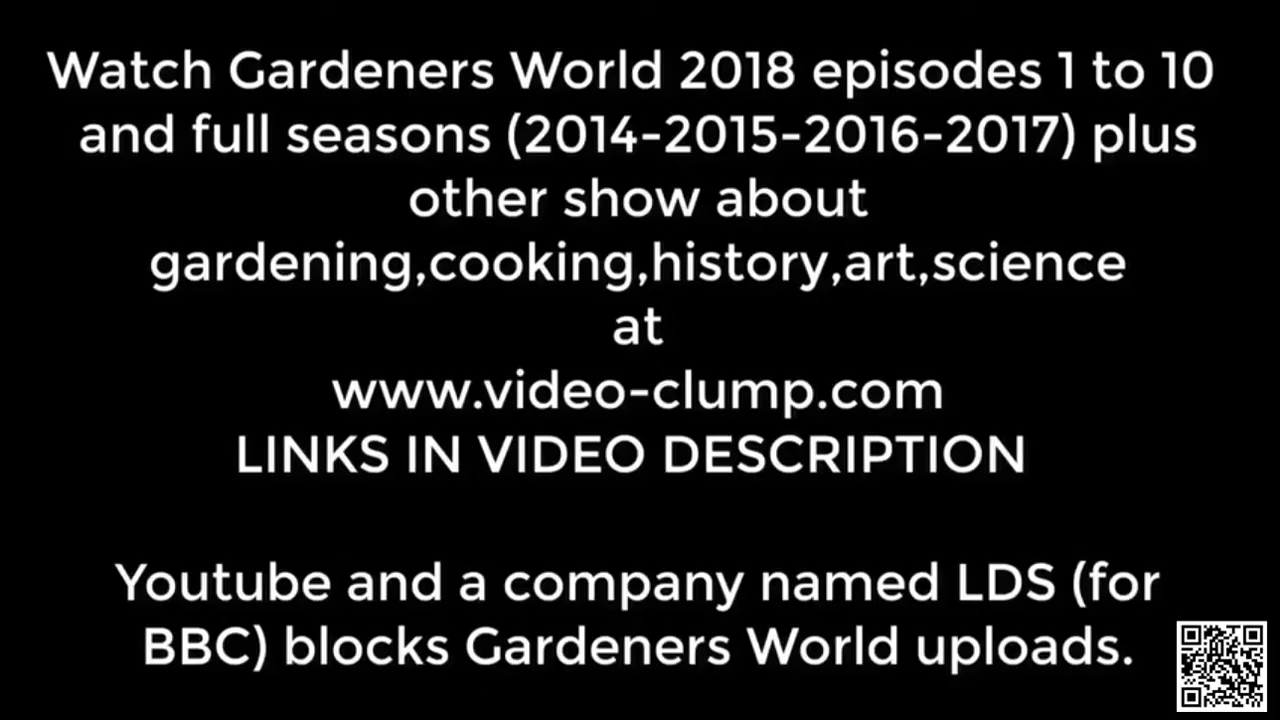 Watch Gardeners World 2018 episodes 1 to 10
and full seasons (2014-2015-2016-2017) plus
other show about
gardening,cooking,history,art,science
at
www.video-clump.com
LINKS IN VIDEO DESCRIPTION
Youtube and a company named LDS (for
BBC) blocks Gardeners World uploads.